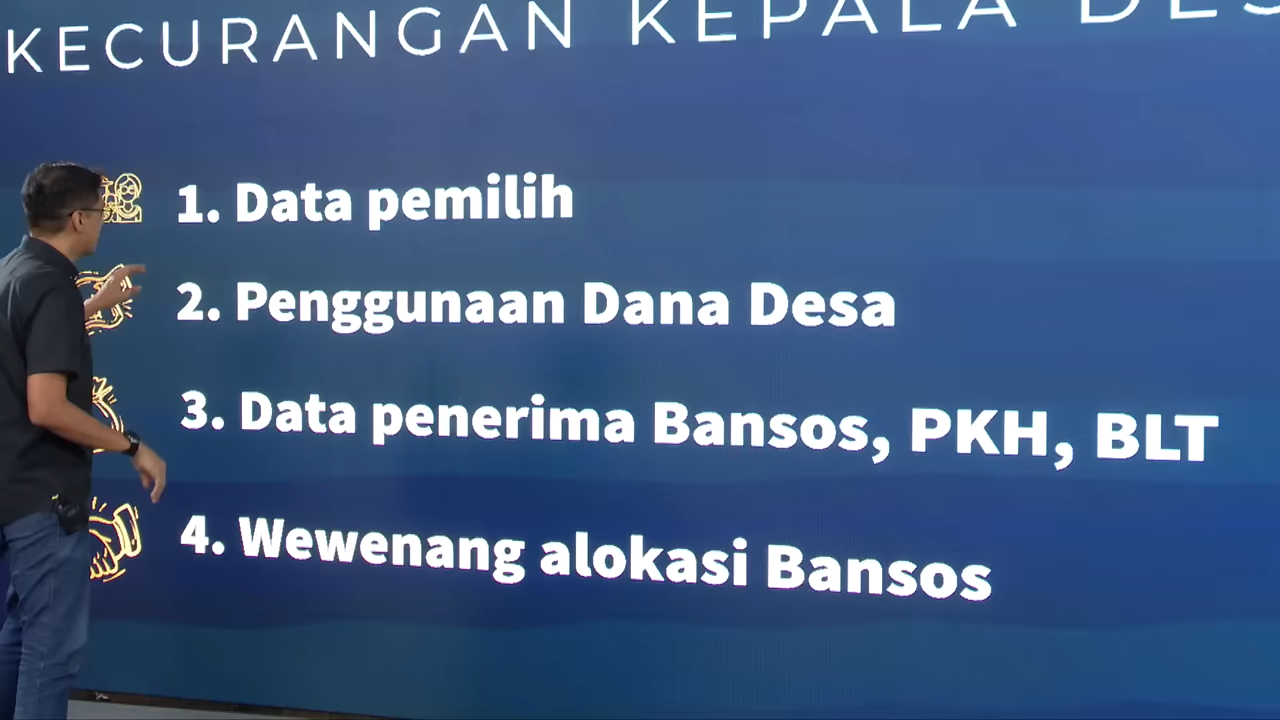 KECURANGAN KEPALA
1. Data pemilih
2. Penggunaan Dana Desa
3. Data penerima Bansos, PKH, BLT
4. Wewenang alokasi Bansos